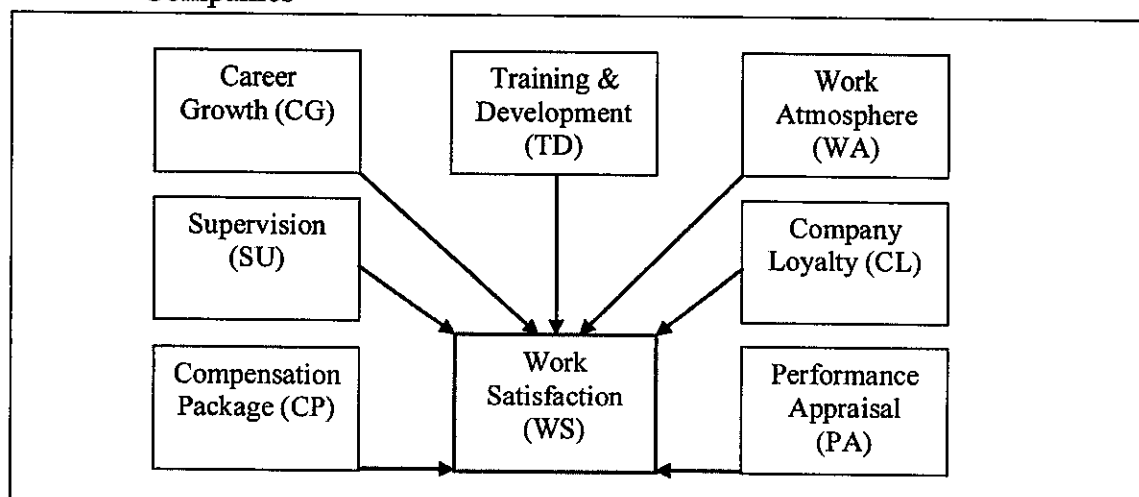 Companies
Career
Growth (CG)
Training &
Development
(TD)
Work
Atmosphere
(WA)
Supervision
(SU)
Company
Loyalty (CL)
Compensation
Package (CP)
Work
Satisfaction
(WS)
Performance
Appraisal
(PA)